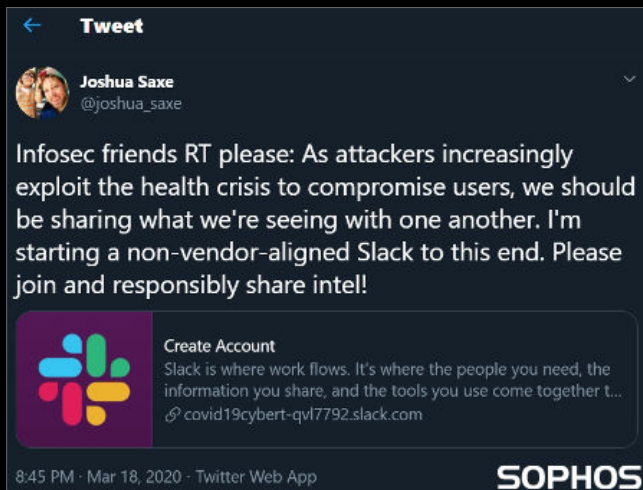 Tweet
Joshua Saxe
@joshua_saxe
Infosec friends RT please: As attackers increasingly
exploit the health crisis to compromise users, we should
be sharing what we're seeing with one another. I'm
starting a non-vendor-aligned Slack to this end. Please
join and responsibly share intel!
Create Account
Slack is where work flows. It's where the people you need, the
information you share, and the tools you use come together t...
covid19cybert-qvl7792.slack.com
8:45 PM · Mar 18, 2020 · Twitter Web App
SOPHOS